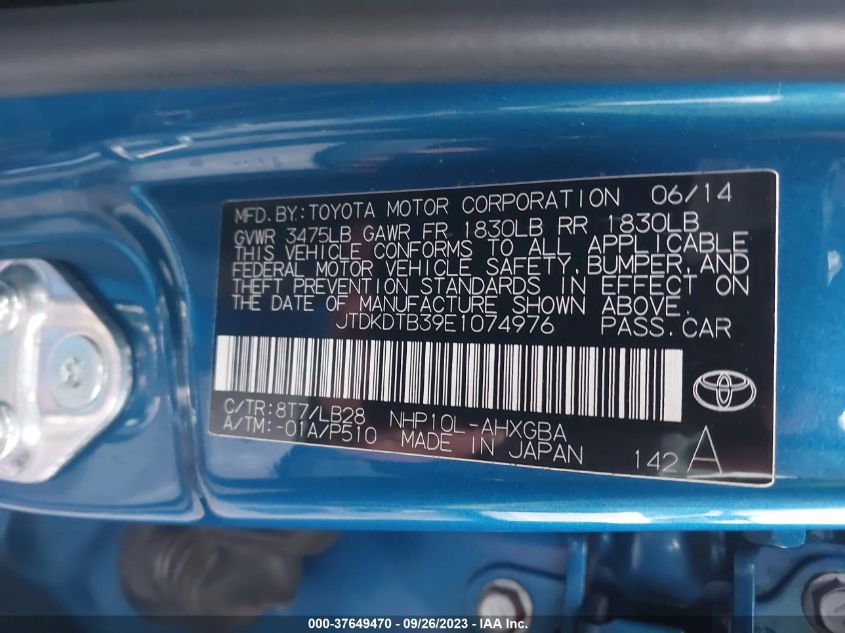 MFD. BY: TOYOTA MOTOR CORPORATION 06/14
GVWR 3475LB GAWR FR 1830LB RR 1830LB
THIS VEHICLE CONFORMS TO ALL APPLICABLE
FEDERAL MOTOR VEHICLE SAFETY, BUMPER, AND
THEFT PREVENTION STANDARDS IN EFFECT ON
THE DATE OF MANUFACTURE SHOWN ABOVE.
JTDKDTB39E1074976 PASS. CAR
C/TR: 8T7/LB28 NHP10L-AHXGBA
A/TM: -01A/P510 MADE IN JAPAN 142 A
000-37649470 - 09/26/2023 - IAA Inc.